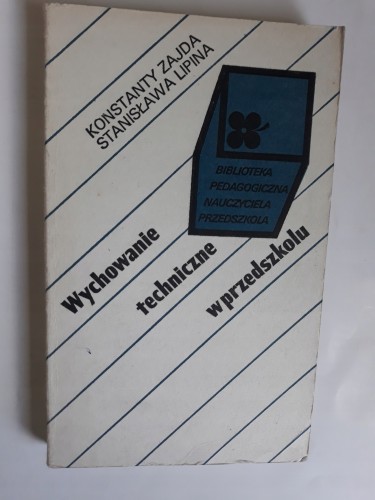 KONSTANTY ZAJDA
STANISŁAWA LIPINA
BIBLIOTEKA
PEDAGOGICZNA
NAUCZYCIELA
PRZEDSZKOLA
Wychowanie
techniczne
w przedszkolu